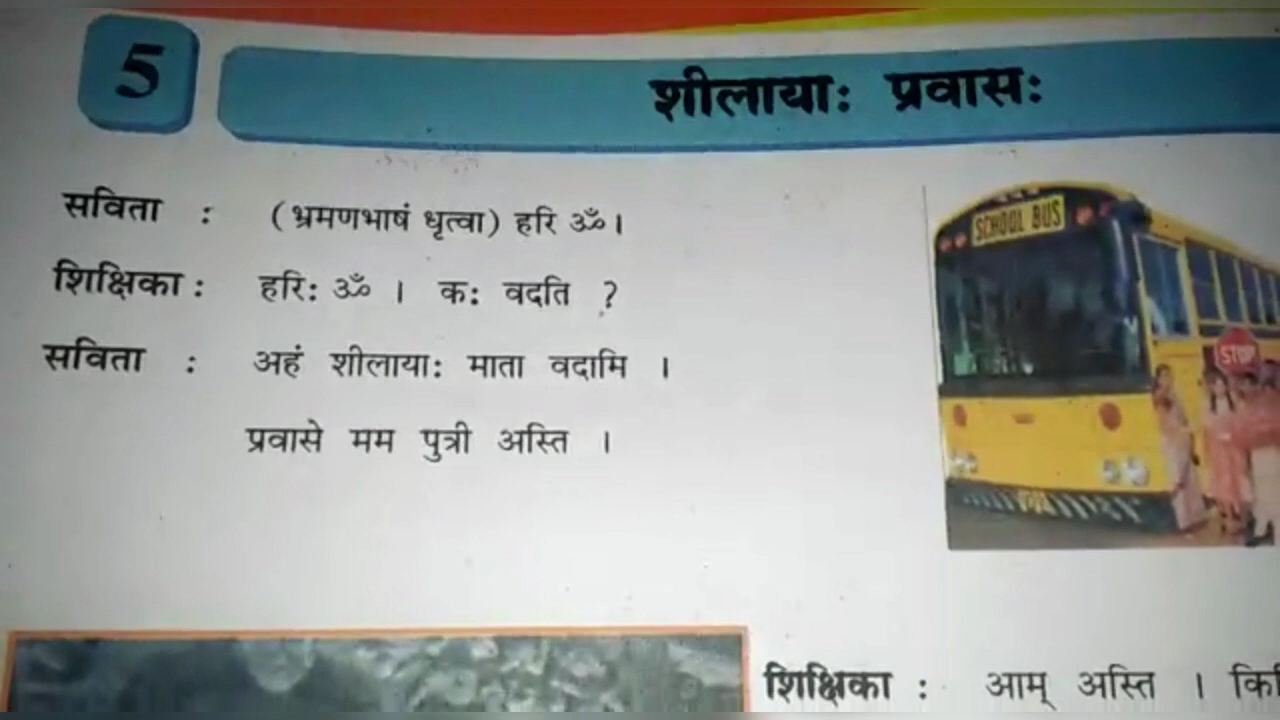 5
शीलायाः प्रवासः
सविता : (भ्रमणभाषं धृत्वा) हरि ॐ।
शिक्षिका : हरिः ॐ । कः वदति ?
सविता : अहं शीलायाः माता वदामि ।
प्रवासे मम पुत्री अस्ति ।
SCHOOL BUS
STOP
शिक्षिका : आम् अस्ति ।